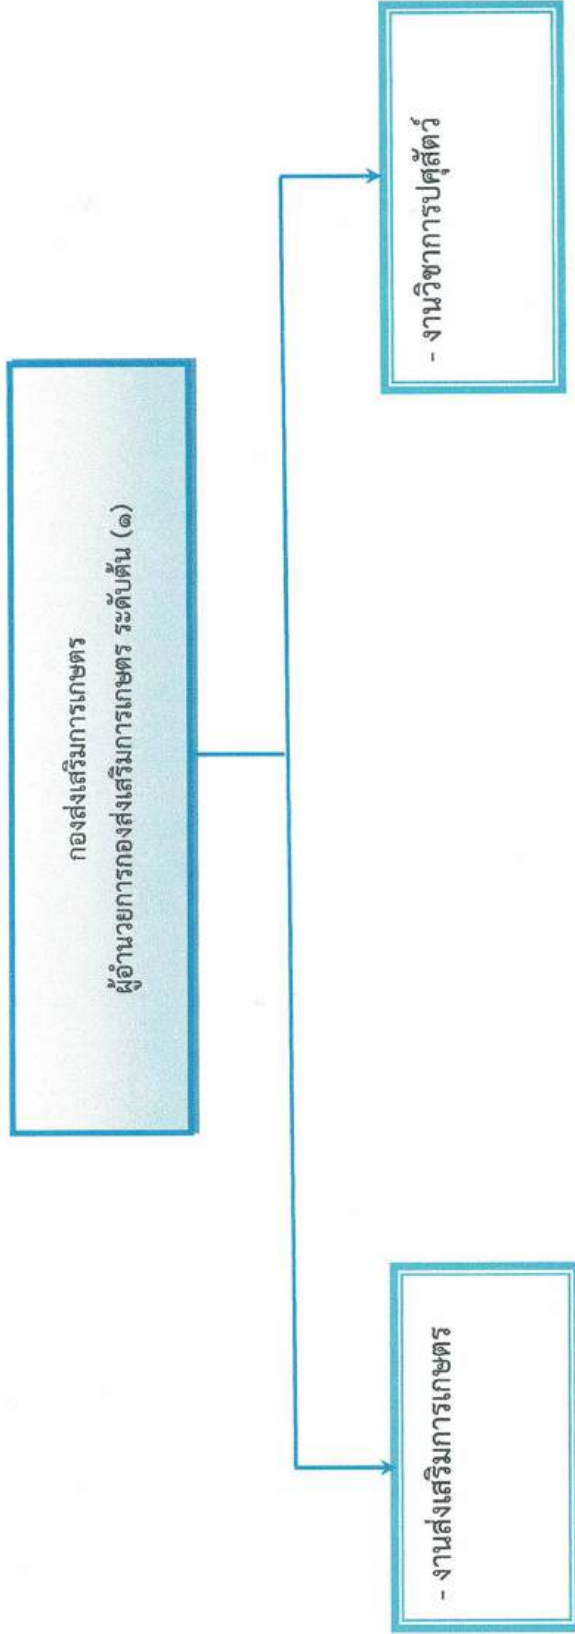 กองส่งเสริมการเกษตร
ผู้อำนวยการกองส่งเสริมการเกษตร ระดับต้น (๑)
- งานส่งเสริมการเกษตร
- งานวิชาการปศุสัตว์